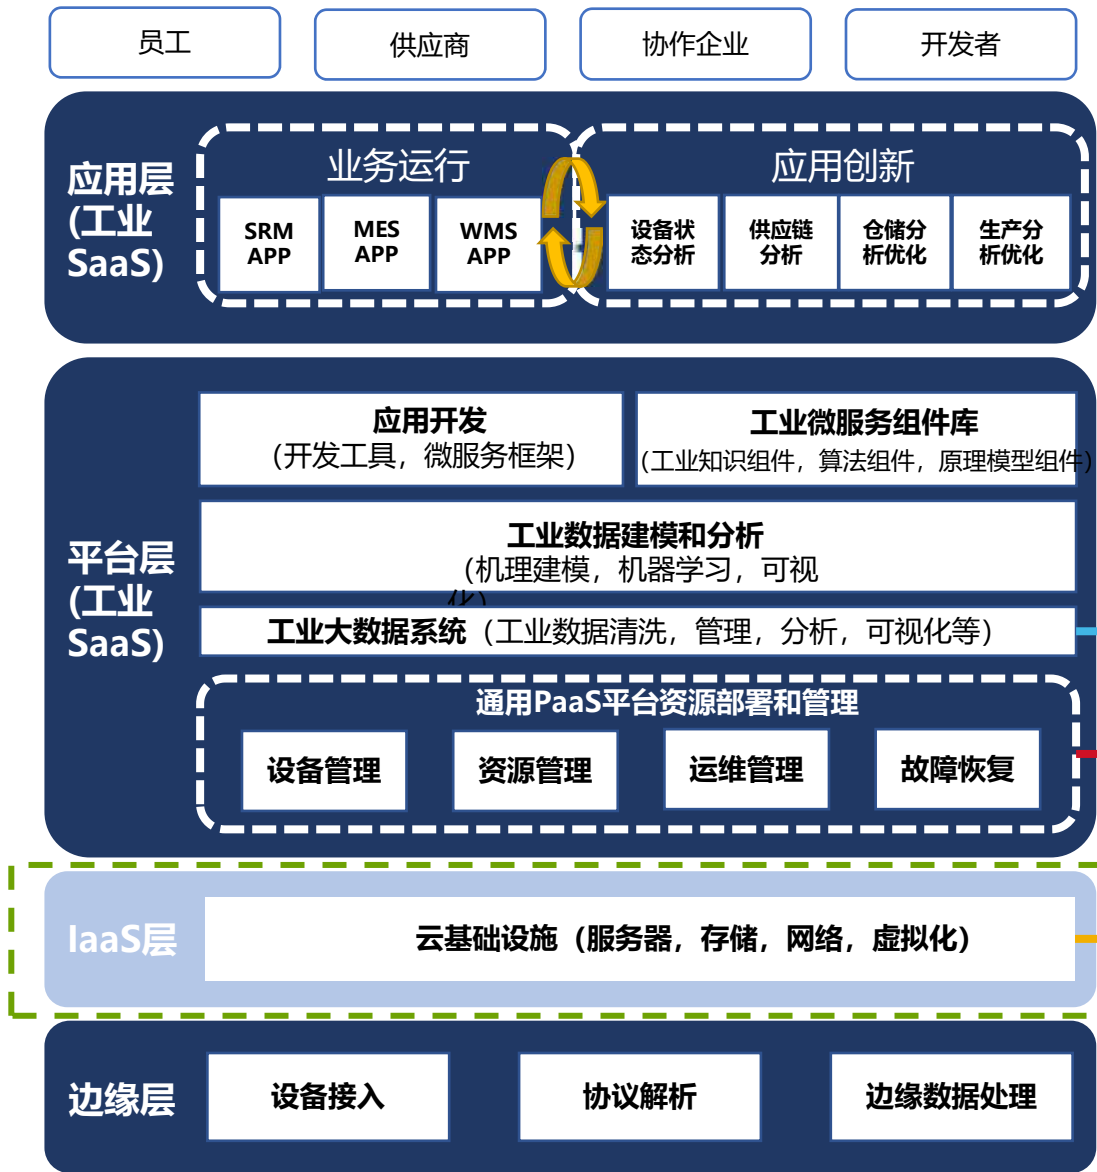 员工
供应商
协作企业
开发者
应用层
(工业
SaaS)
业务运行
应用创新
SRM
APP
MES
APP
WMS
APP
设备状
态分析
供应链
分析
仓储分
析优化
生产分
析优化
平台层
(工业
SaaS)
应用开发
（开发工具，微服务框架）
工业微服务组件库
（工业知识组件，算法组件，原理模型组件）
工业数据建模和分析
（机理建模，机器学习，可视
化）
工业大数据系统（工业数据清洗，管理，分析，可视化等）
通用PaaS平台资源部署和管理
设备管理
资源管理
运维管理
故障恢复
IaaS层
云基础设施（服务器，存储，网络，虚拟化）
边缘层
设备接入
协议解析
边缘数据处理